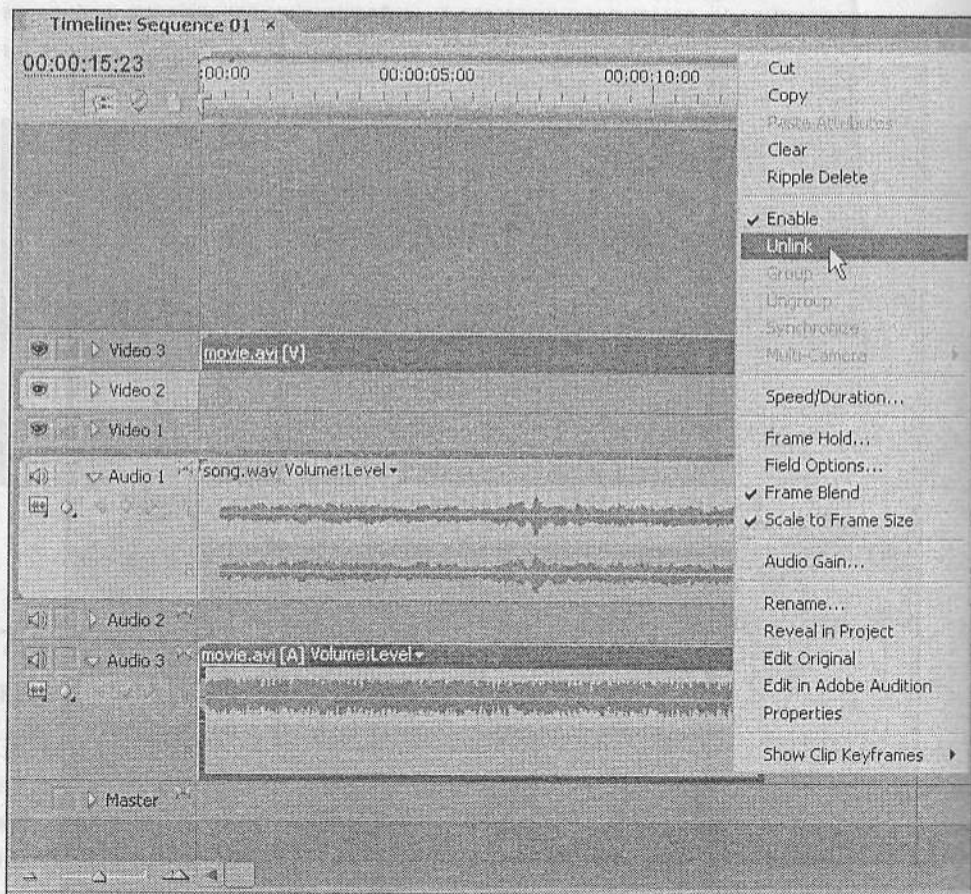 Timeline: Sequence 01 ×
00:00:15:23
:00:00 00:00:05:00 00:00:10:00
Video 3 movie.avi [V]
Video 2
Video 1
Audio 1 song.wav Volume:Level
Audio 2
Audio 3 movie.avi [A] Volume:Level
Master
Cut
Copy
Paste Attributes
Clear
Ripple Delete
Enable
Unlink
Group
Ungroup
Synchronize
Multi-Camera
Speed/Duration...
Frame Hold...
Field Options...
Frame Blend
Scale to Frame Size
Audio Gain...
Rename...
Reveal in Project
Edit Original
Edit in Adobe Audition
Properties
Show Clip Keyframes